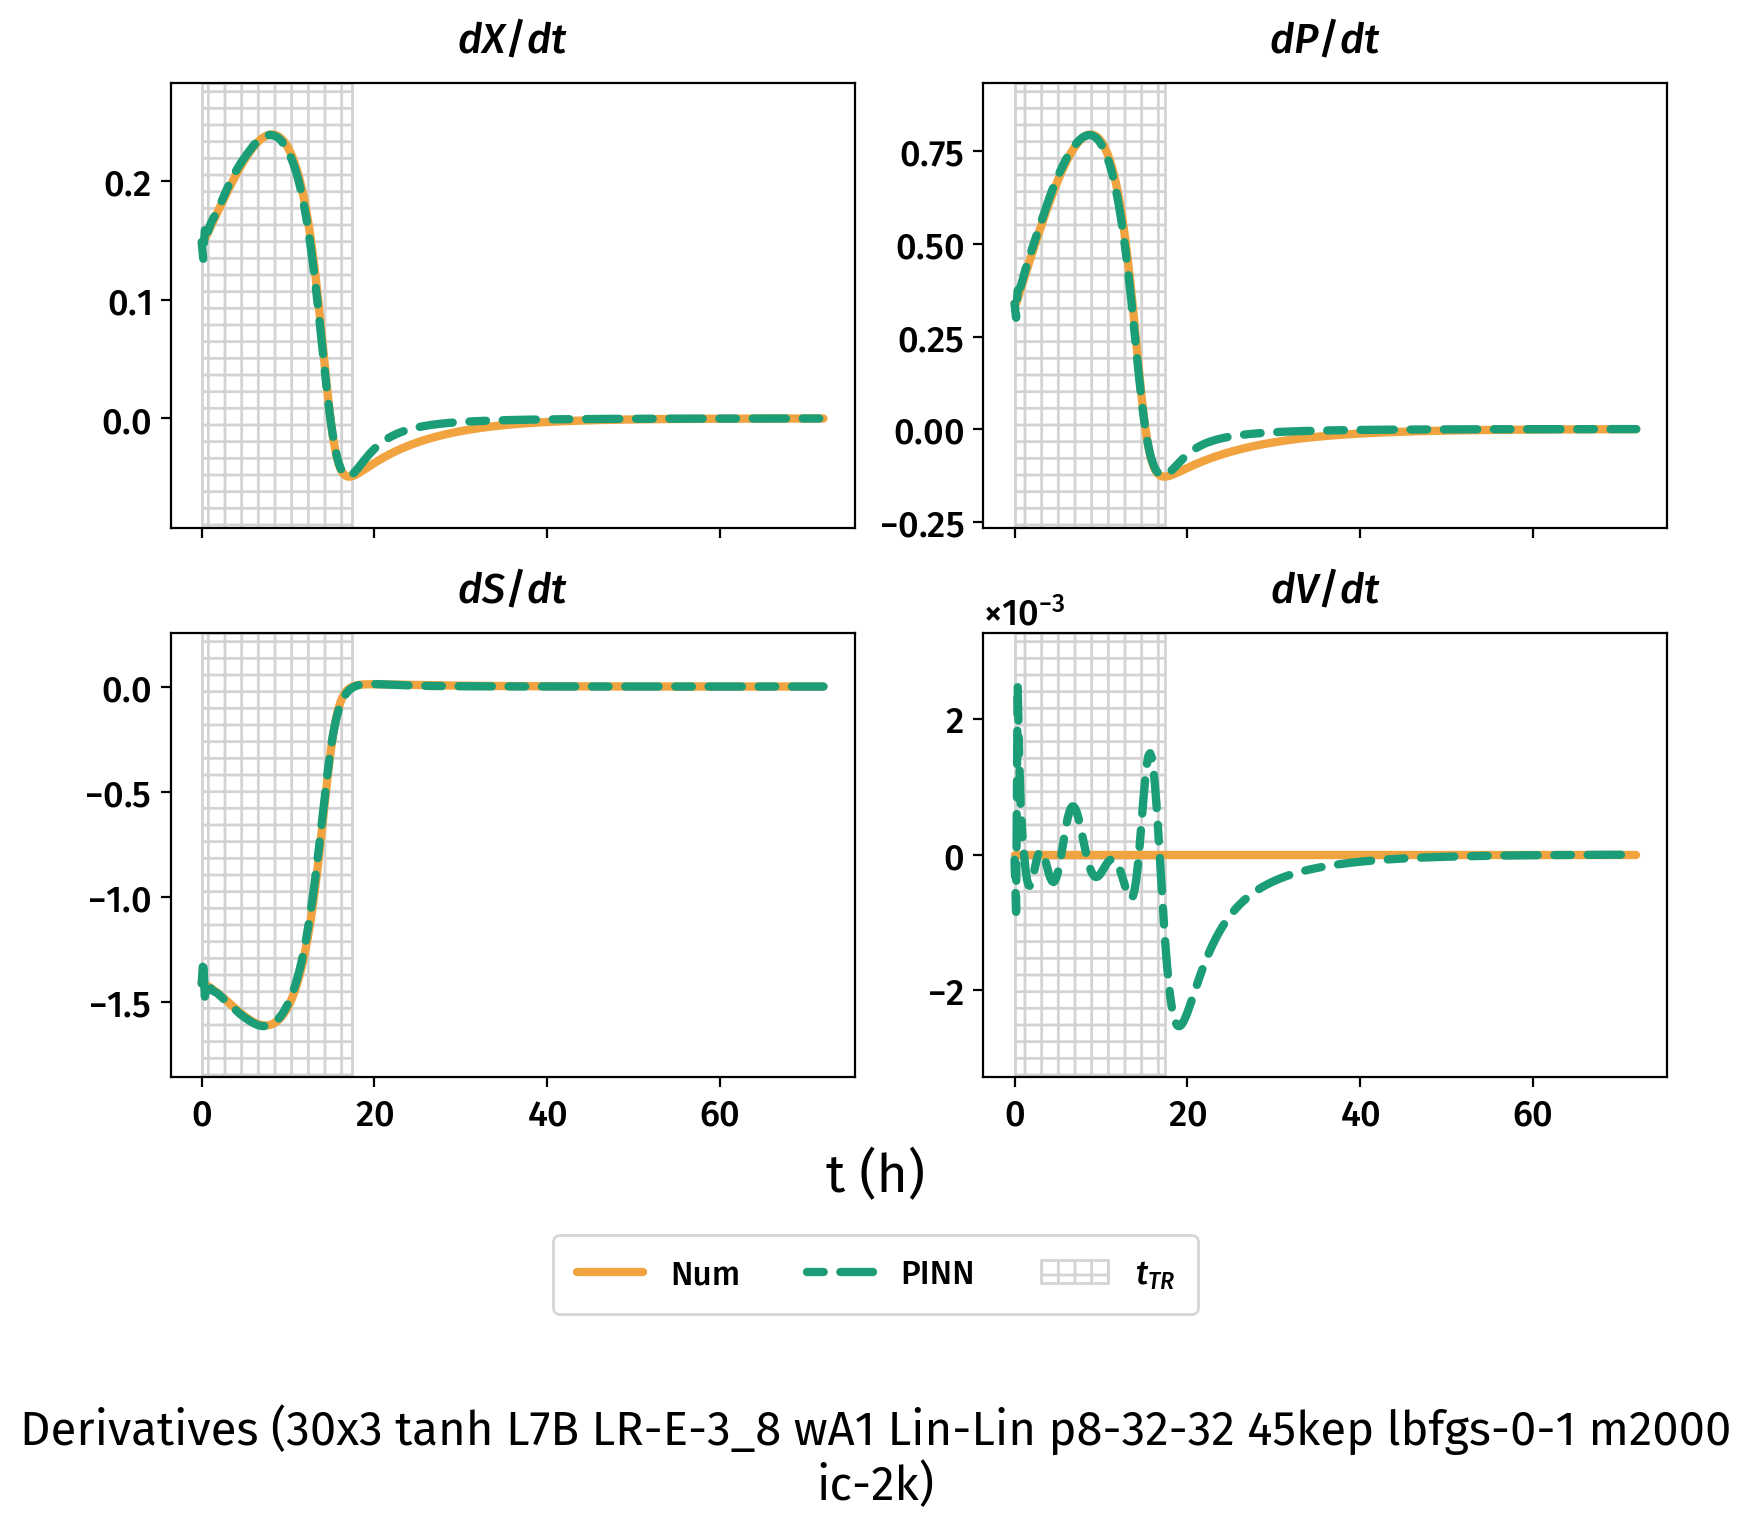 dX/dt
dP/dt
0.2
0.1
0.0
0.75
0.50
0.25
0.00
−0.25
dS/dt
dV/dt
×10⁻³
0.0
−0.5
−1.0
−1.5
0
20
40
60
2
0
−2
0
20
40
60
t (h)
Num
PINN
t_TR
Derivatives (30x3 tanh L7B LR-E-3_8 wA1 Lin-Lin p8-32-32 45kep lbfgs-0-1 m2000
ic-2k)